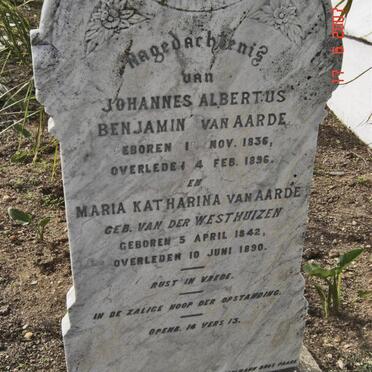 Nagedachtenis
van
JOHANNES ALBERTUS
BENJAMIN VAN AARDE
GEBOREN 1 NOV. 1836,
OVERLEDEN 4 FEB. 1896.
EN
MARIA KATHARINA VAN AARDE
GEB. VAN DER WESTHUIZEN
GEBOREN 5 APRIL 1842,
OVERLEDEN 10 JUNI 1890.
RUST IN VREDE.
IN DE ZALIGE HOOP DER OPSTANDING.
OPENB. 14 VERS 13.